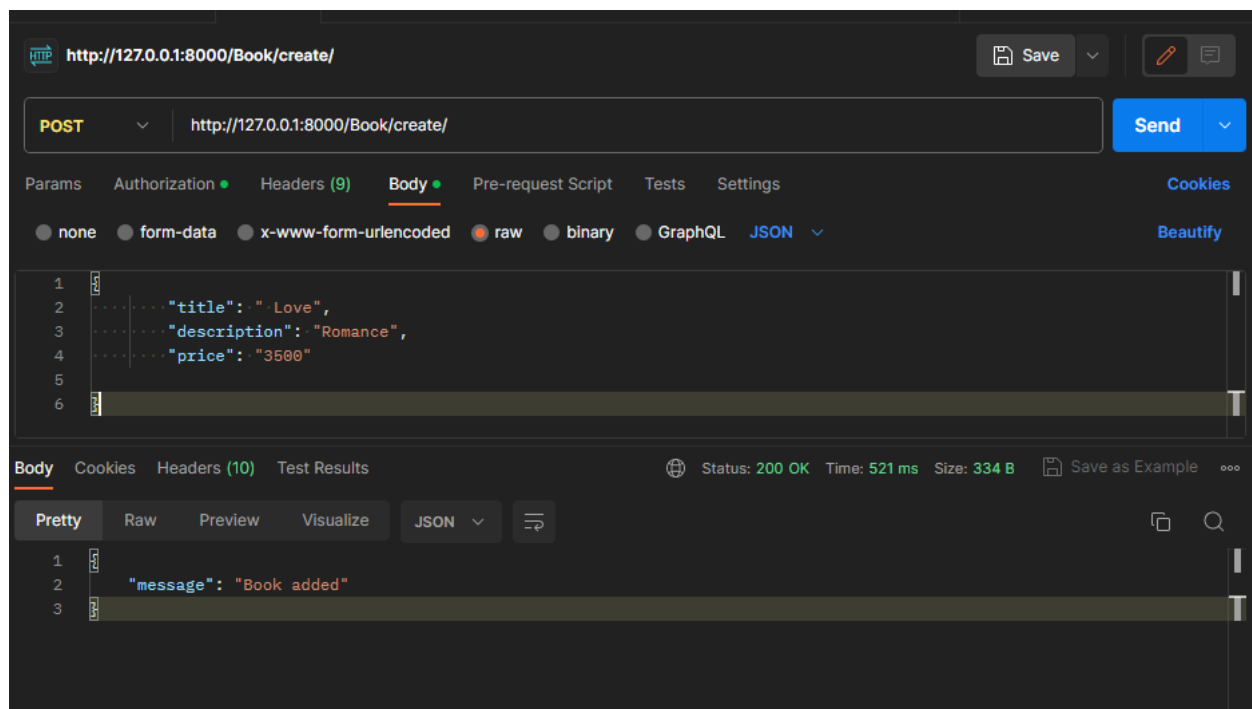 HTTP http://127.0.0.1:8000/Book/create/ Save
POST http://127.0.0.1:8000/Book/create/ Send
Params Authorization Headers (9) Body Pre-request Script Tests Settings Cookies
none form-data x-www-form-urlencoded raw binary GraphQL JSON Beautify
1 {
2 "title": " Love",
3 "description": "Romance",
4 "price": "3500"
5
6 }
Body Cookies Headers (10) Test Results Status: 200 OK Time: 521 ms Size: 334 B Save as Example
Pretty Raw Preview Visualize JSON
1 {
2 "message": "Book added"
3 }